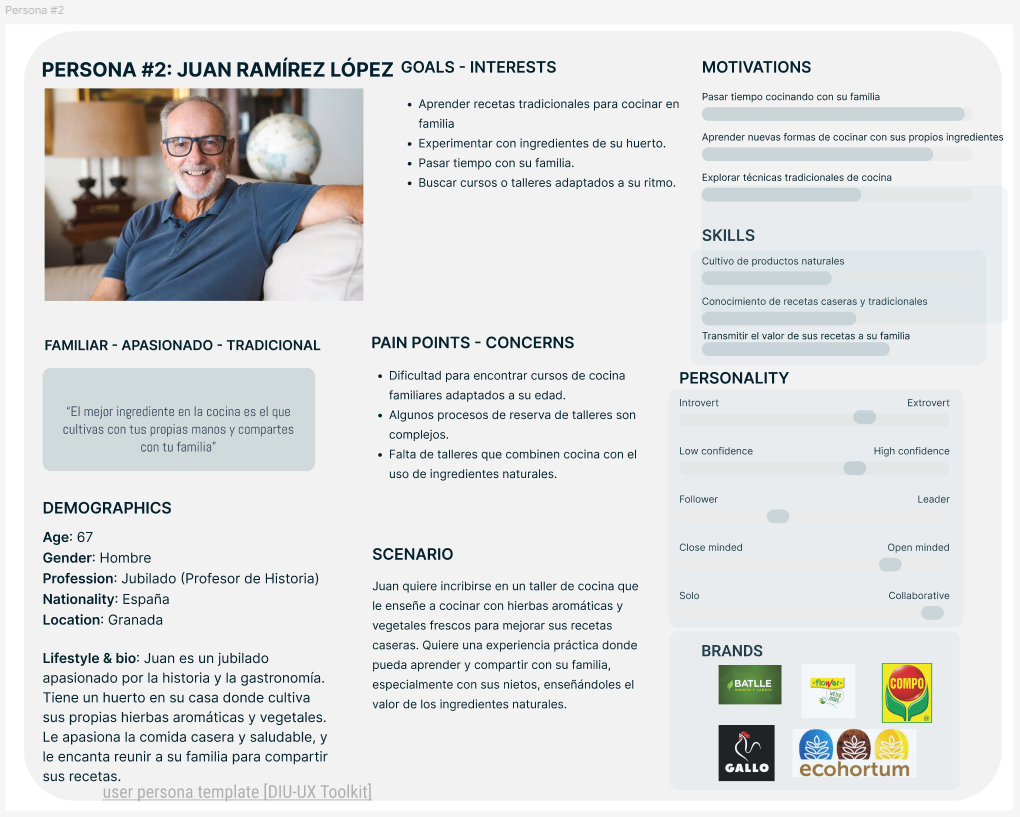 Persona #2
PERSONA #2: JUAN RAMÍREZ LÓPEZ
FAMILIAR - APASIONADO - TRADICIONAL
“El mejor ingrediente en la cocina es el que
cultivas con tus propias manos y compartes
con tu familia”
DEMOGRAPHICS
Age: 67
Gender: Hombre
Profession: Jubilado (Profesor de Historia)
Nationality: España
Location: Granada
Lifestyle & bio: Juan es un jubilado
apasionado por la historia y la gastronomía.
Tiene un huerto en su casa donde cultiva
sus propias hierbas aromáticas y vegetales.
Le apasiona la comida casera y saludable, y
le encanta reunir a su familia para compartir
sus recetas.
user persona template [DIU-UX Toolkit]
GOALS - INTERESTS
• Aprender recetas tradicionales para cocinar en
familia
• Experimentar con ingredientes de su huerto.
• Pasar tiempo con su familia.
• Buscar cursos o talleres adaptados a su ritmo.
PAIN POINTS - CONCERNS
• Dificultad para encontrar cursos de cocina
familiares adaptados a su edad.
• Algunos procesos de reserva de talleres son
complejos.
• Falta de talleres que combinen cocina con el
uso de ingredientes naturales.
SCENARIO
Juan quiere incribirse en un taller de cocina que
le enseñe a cocinar con hierbas aromáticas y
vegetales frescos para mejorar sus recetas
caseras. Quiere una experiencia práctica donde
pueda aprender y compartir con su familia,
especialmente con sus nietos, enseñándoles el
valor de los ingredientes naturales.
MOTIVATIONS
Pasar tiempo cocinando con su familia
Aprender nuevas formas de cocinar con sus propios ingredientes
Explorar técnicas tradicionales de cocina
SKILLS
Cultivo de productos naturales
Conocimiento de recetas caseras y tradicionales
Transmitir el valor de sus recetas a su familia
PERSONALITY
Introvert Extrovert
Low confidence High confidence
Follower Leader
Close minded Open minded
Solo Collaborative
BRANDS
BATLLE
flower
COMPO
GALLO
ecohortum